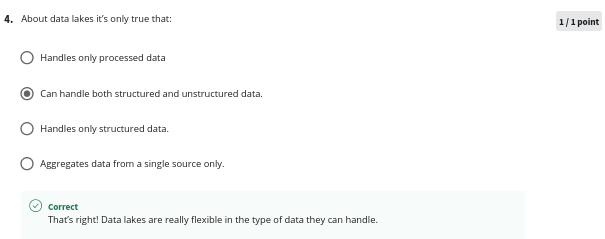 4. About data lakes it's only true that:
1 / 1 point
Handles only processed data
Can handle both structured and unstructured data.
Handles only structured data.
Aggregates data from a single source only.
Correct
That's right! Data lakes are really flexible in the type of data they can handle.